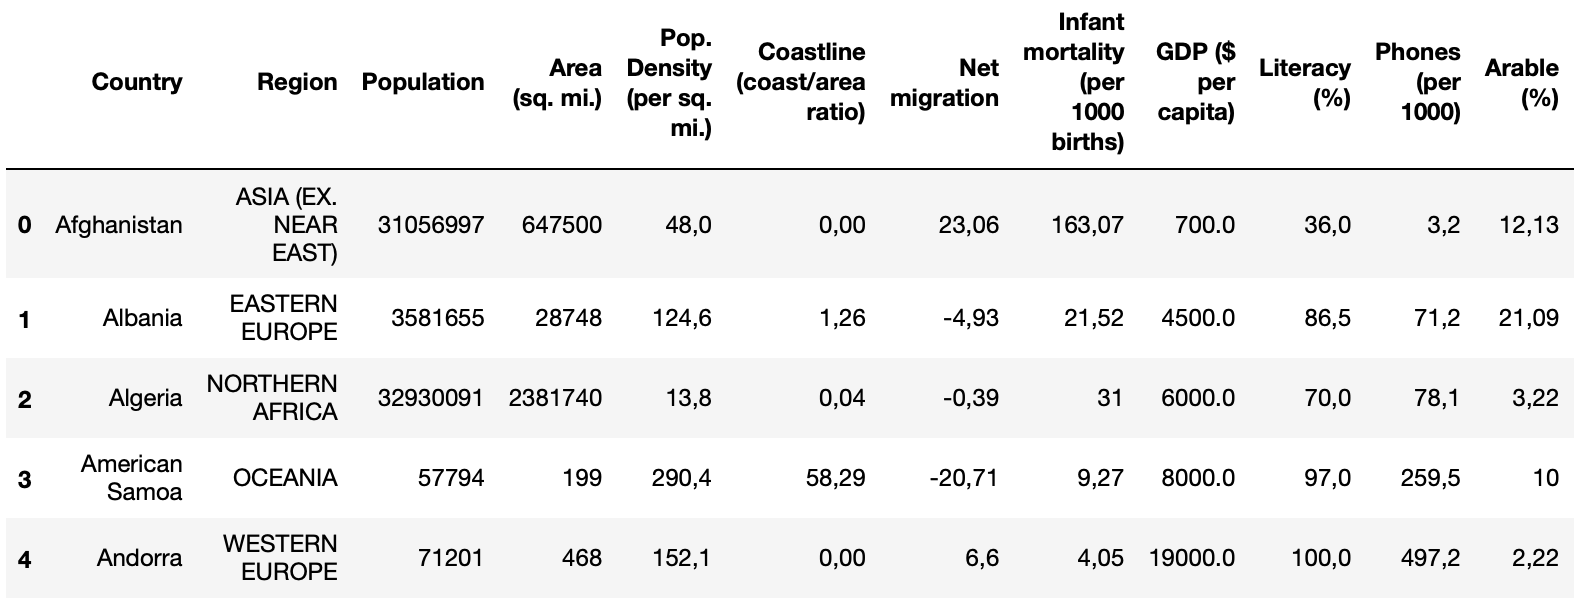 Country Region Population Area (sq. mi.) Pop. Density (per sq. mi.) Coastline (coast/area ratio) Net migration Infant mortality (per 1000 births) GDP ($ per capita) Literacy (%) Phones (per 1000) Arable (%)
0 Afghanistan ASIA (EX. NEAR EAST) 31056997 647500 48,0 0,00 23,06 163,07 700.0 36,0 3,2 12,13
1 Albania EASTERN EUROPE 3581655 28748 124,6 1,26 -4,93 21,52 4500.0 86,5 71,2 21,09
2 Algeria NORTHERN AFRICA 32930091 2381740 13,8 0,04 -0,39 31 6000.0 70,0 78,1 3,22
3 American Samoa OCEANIA 57794 199 290,4 58,29 -20,71 9,27 8000.0 97,0 259,5 10
4 Andorra WESTERN EUROPE 71201 468 152,1 0,00 6,6 4,05 19000.0 100,0 497,2 2,22